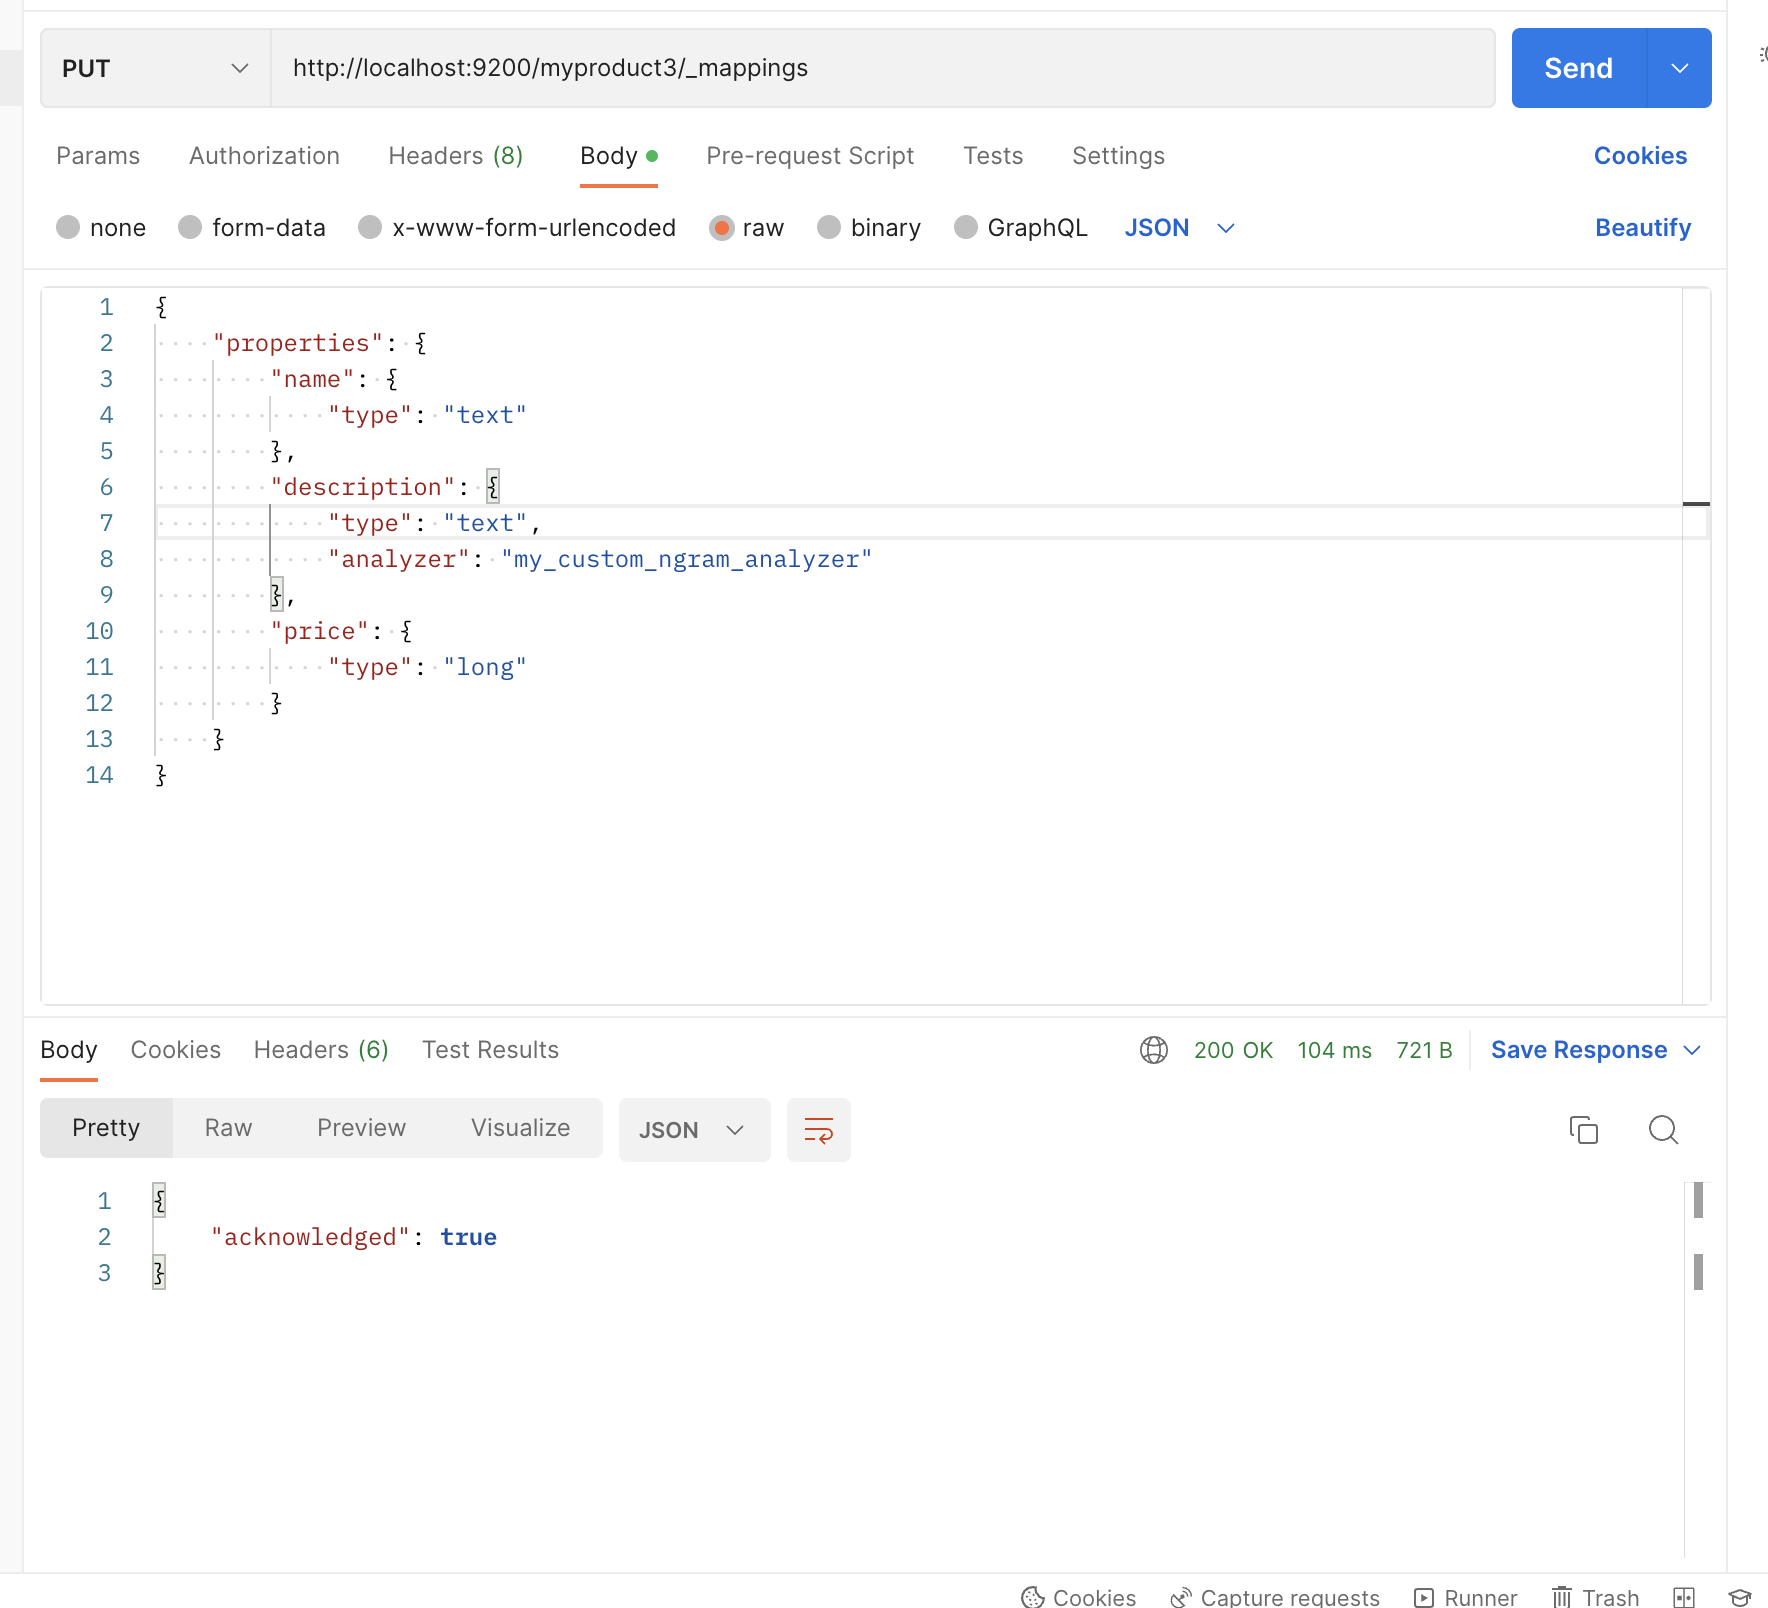 PUT http://localhost:9200/myproduct3/_mappings Send
Params Authorization Headers (8) Body Pre-request Script Tests Settings Cookies
none form-data x-www-form-urlencoded raw binary GraphQL JSON Beautify
1 {
2 "properties": {
3 "name": {
4 "type": "text"
5 },
6 "description": {
7 "type": "text",
8 "analyzer": "my_custom_ngram_analyzer"
9 },
10 "price": {
11 "type": "long"
12 }
13 }
14 }
Body Cookies Headers (6) Test Results 200 OK 104 ms 721 B Save Response
Pretty Raw Preview Visualize JSON
1 {
2 "acknowledged": true
3 }
Cookies Capture requests Runner Trash